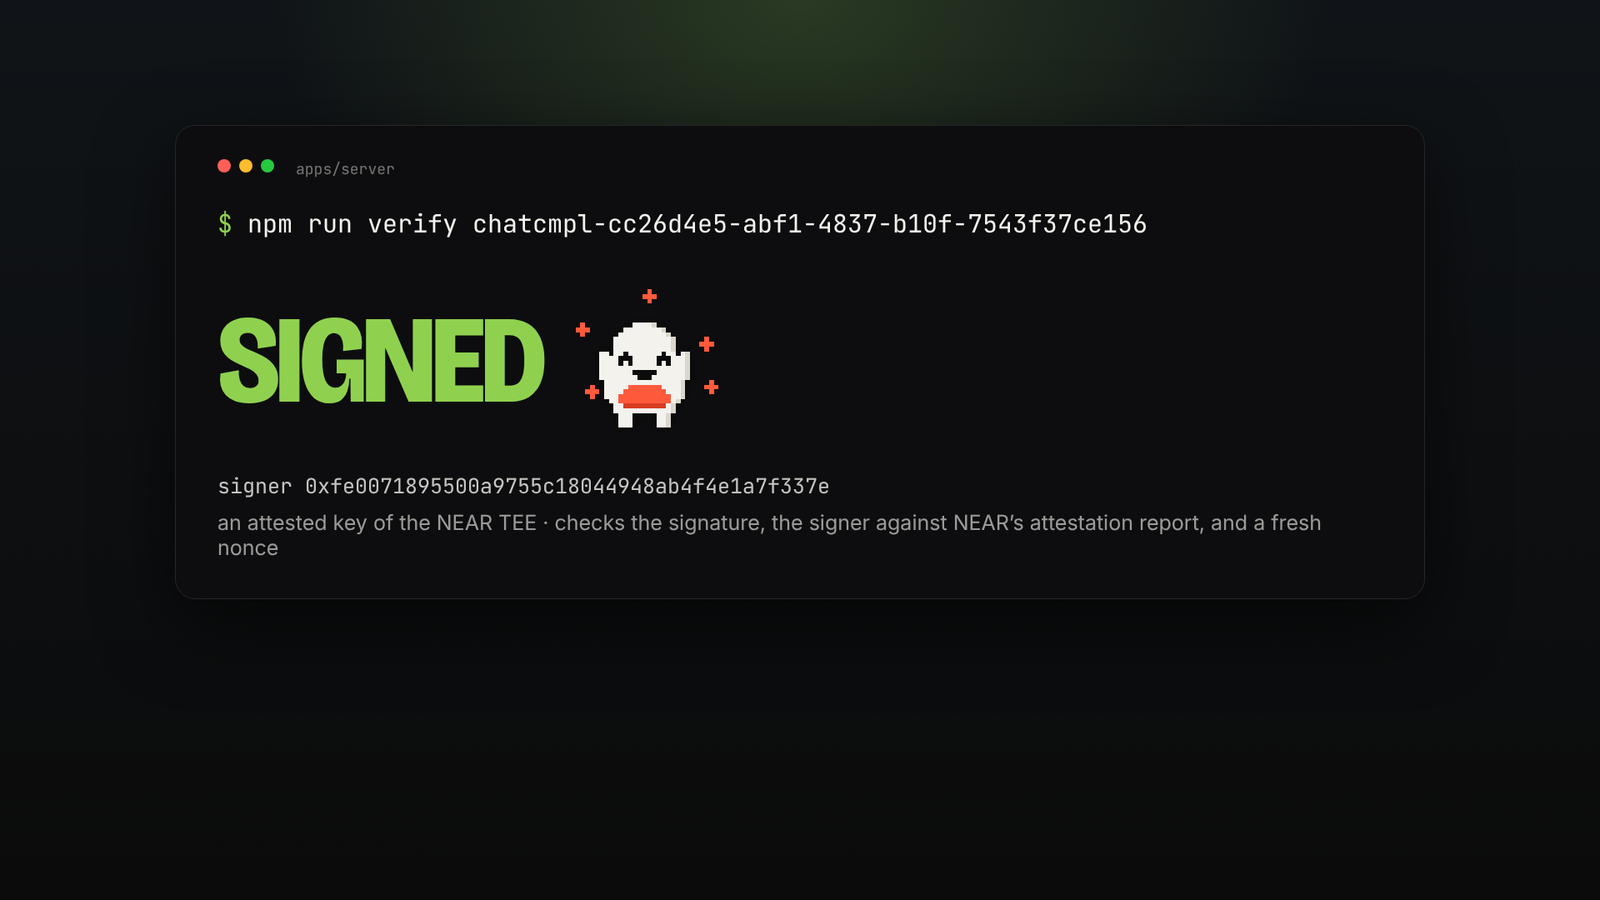 apps/server
$ npm run verify chatcmpl-cc26d4e5-abf1-4837-b10f-7543f37ce156
SIGNED
signer 0xfe0071895500a9755c18044948ab4f4e1a7f337e
an attested key of the NEAR TEE · checks the signature, the signer against NEAR’s attestation report, and a fresh
nonce